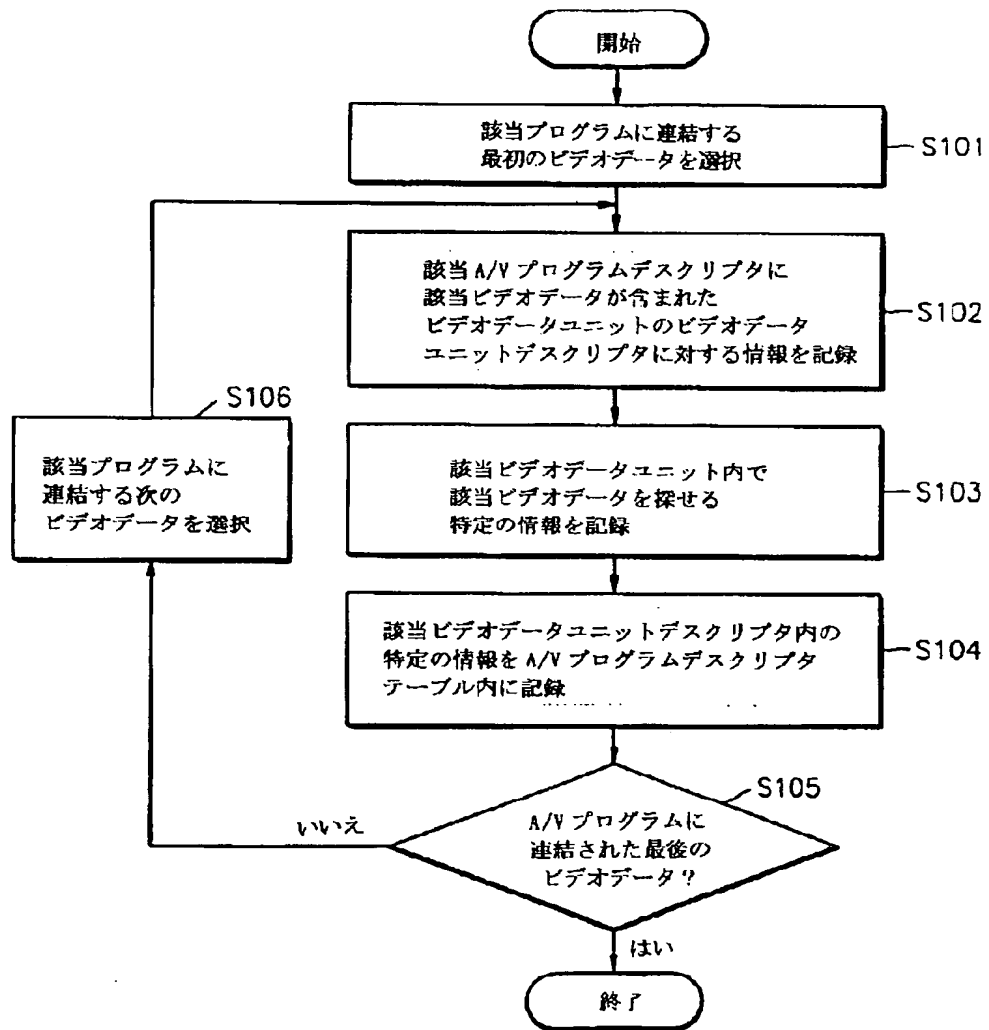 開始
該当プログラムに連結する
最初のビデオデータを選択
S101
該当A/Vプログラムデスクリプタに
該当ビデオデータが含まれた
ビデオデータユニットのビデオデータ
ユニットデスクリプタに対する情報を記録
S102
S106
該当プログラムに
連結する次の
ビデオデータを選択
該当ビデオデータユニット内で
該当ビデオデータを探せる
特定の情報を記録
S103
該当ビデオデータユニットデスクリプタ内の
特定の情報をA/Vプログラムデスクリプタ
テーブル内に記録
S104
S105
いいえ
A/Vプログラムに
連結された最後の
ビデオデータ?
はい
終了